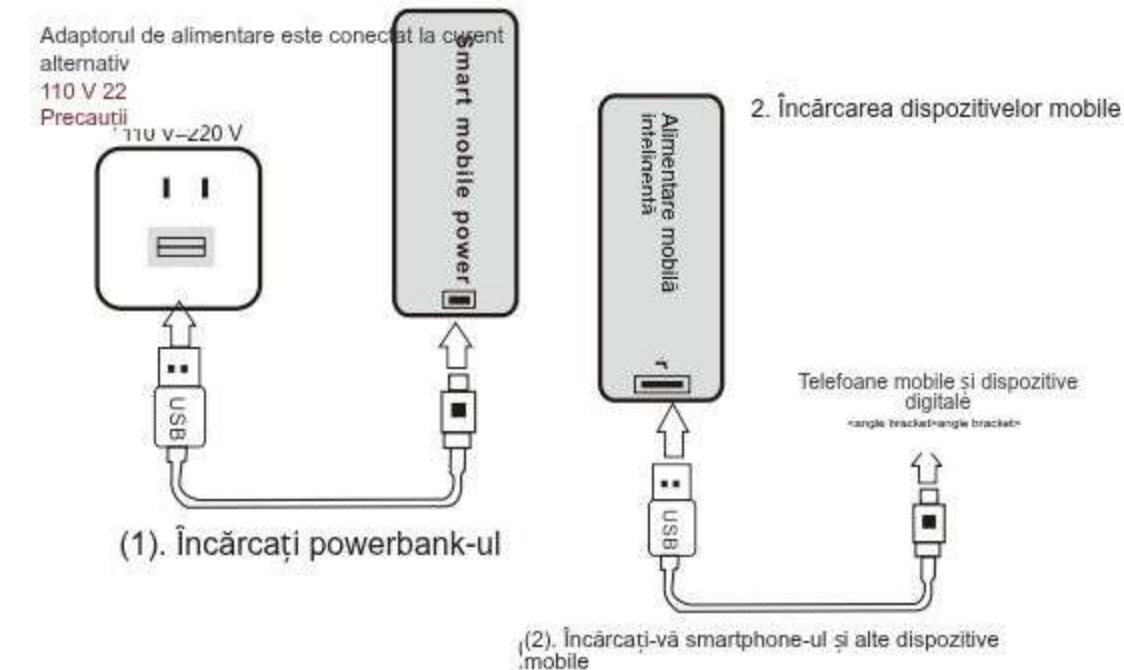 Adaptorul de alimentare este conectat la curent
alternativ
110 V 22
Precauții
110 V–220 V
Smart mobile power
USB
(1). Încărcați powerbank-ul
2. Încărcarea dispozitivelor mobile
Alimentare mobilă
inteligentă
r
Telefoane mobile și dispozitive
digitale
<angle bracket>angle bracket>
USB
(2). Încărcați-vă smartphone-ul și alte dispozitive
mobile